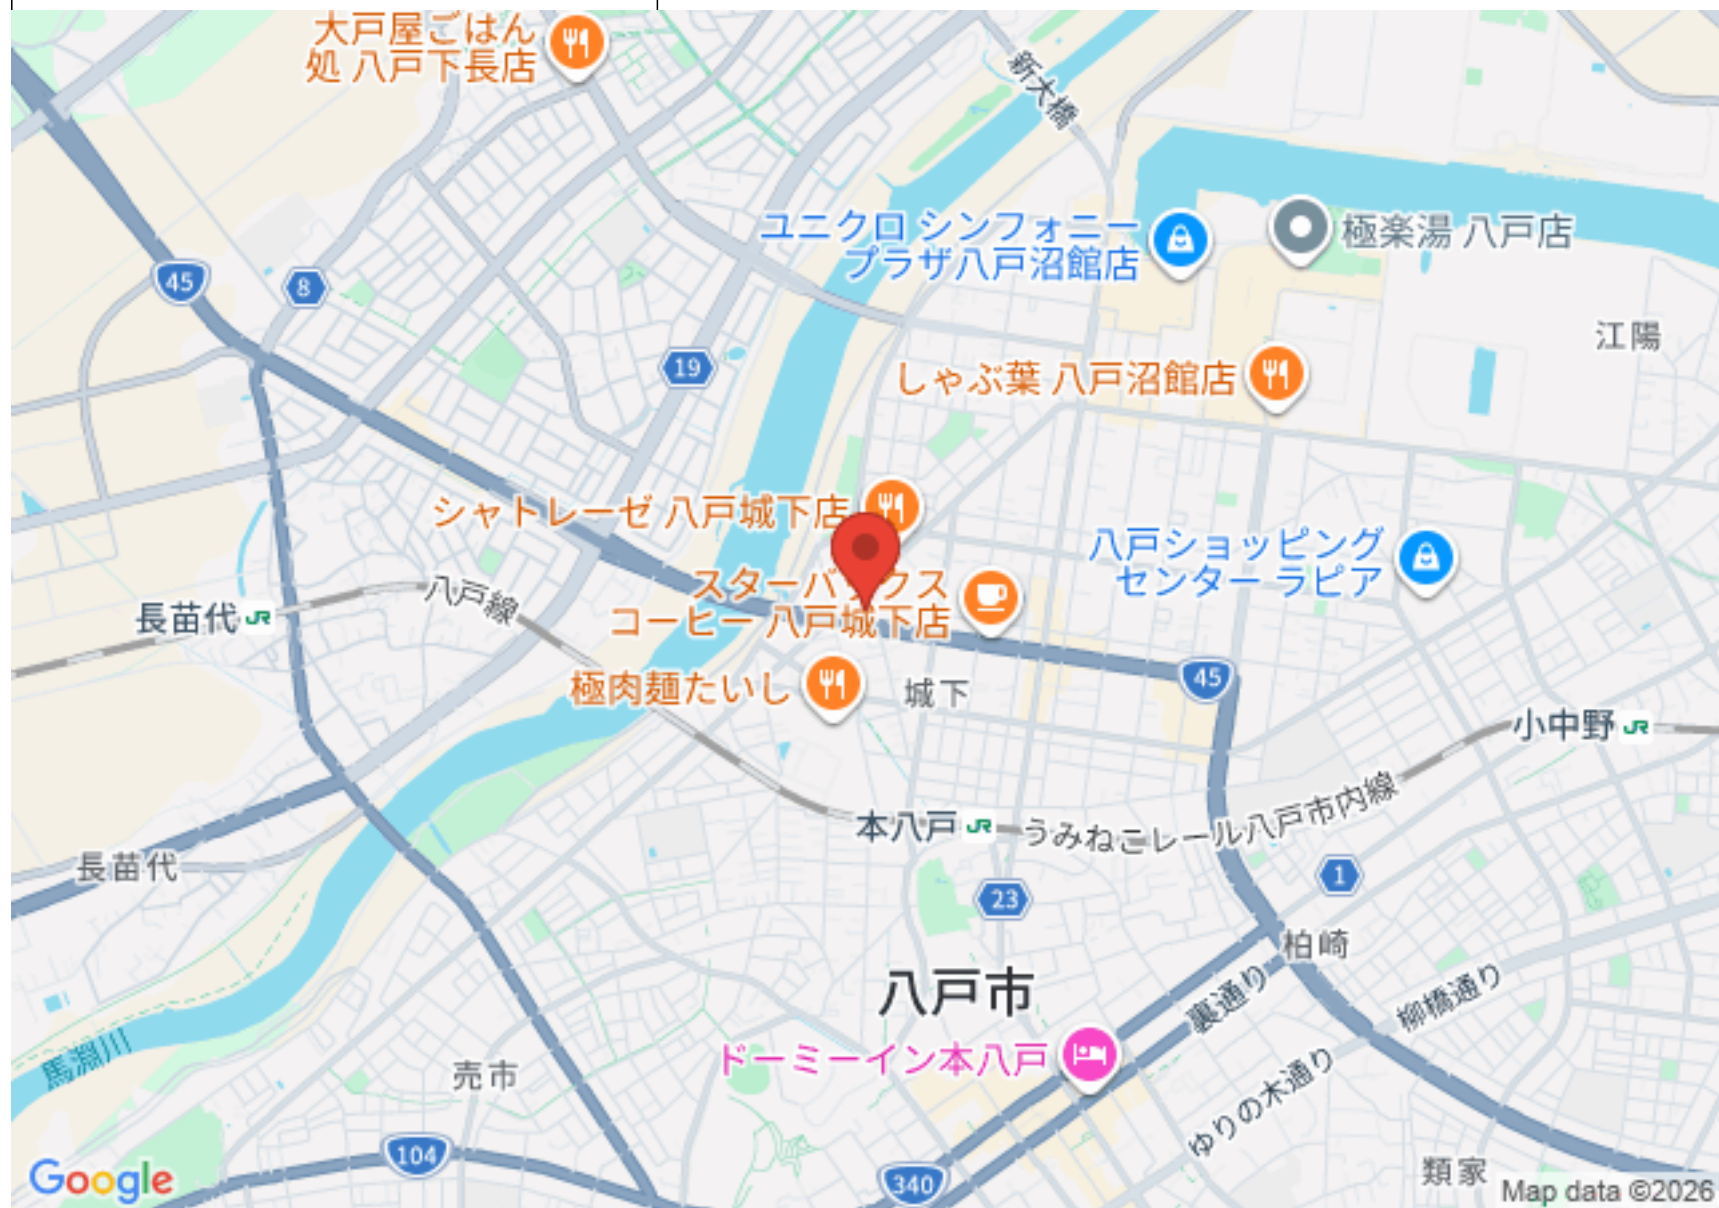 大戸屋ごはん
処 八戸下長店
新大橋
ユニクロ シンフォニー
プラザ八戸沼館店
極楽湯 八戸店
45
8
江陽
19
しゃぶ葉 八戸沼館店
シャトレーゼ 八戸城下店
八戸ショッピング
センター ラピア
スターバックス
コーヒー 八戸城下店
八戸線
長苗代
JR
極肉麺たいし
城下
45
小中野
JR
本八戸
JR
うみねこレール八戸市内線
長苗代
1
23
柏崎
八戸市
裏通り
柳橋通り
馬淵川
ドーミーイン本八戸
売市
ゆりの木通り
104
340
類家
Google
Map data ©2026